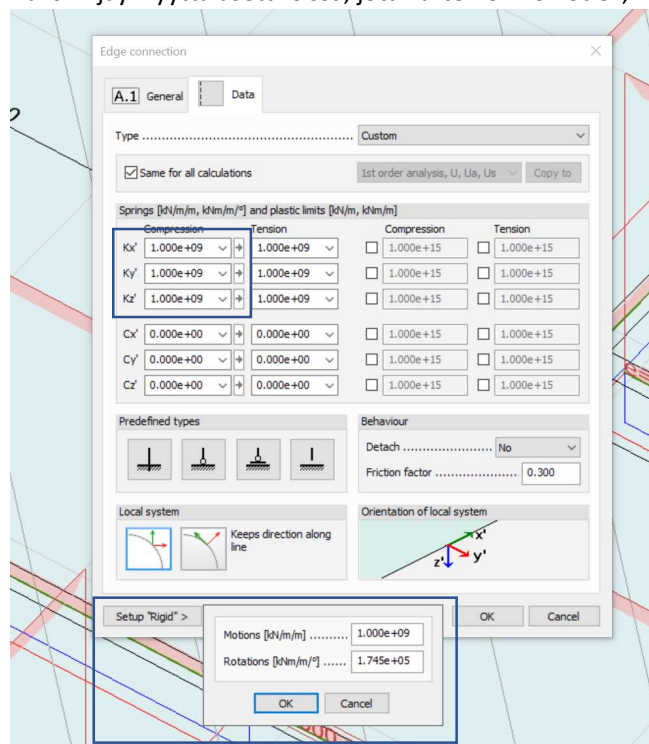 Edge connection
A.1 General Data
Type Custom
Same for all calculations 1st order analysis, U, Ua, Us Copy to
Springs [kN/m/m, kNm/m/°] and plastic limits [kN/m, kNm/m]
Compression Tension Compression Tension
Kx' 1.000e+09 1.000e+09 1.000e+15 1.000e+15
Ky' 1.000e+09 1.000e+09 1.000e+15 1.000e+15
Kz' 1.000e+09 1.000e+09 1.000e+15 1.000e+15
Cx' 0.000e+00 0.000e+00 1.000e+15 1.000e+15
Cy' 0.000e+00 0.000e+00 1.000e+15 1.000e+15
Cz' 0.000e+00 0.000e+00 1.000e+15 1.000e+15
Predefined types Behaviour
Detach No
Friction factor 0.300
Local system Orientation of local system
Keeps direction along
line
x'
y'
z'
Setup "Rigid" > OK Cancel
Motions [kN/m/m] 1.000e+09
Rotations [kNm/m/°] 1.745e+05
OK Cancel